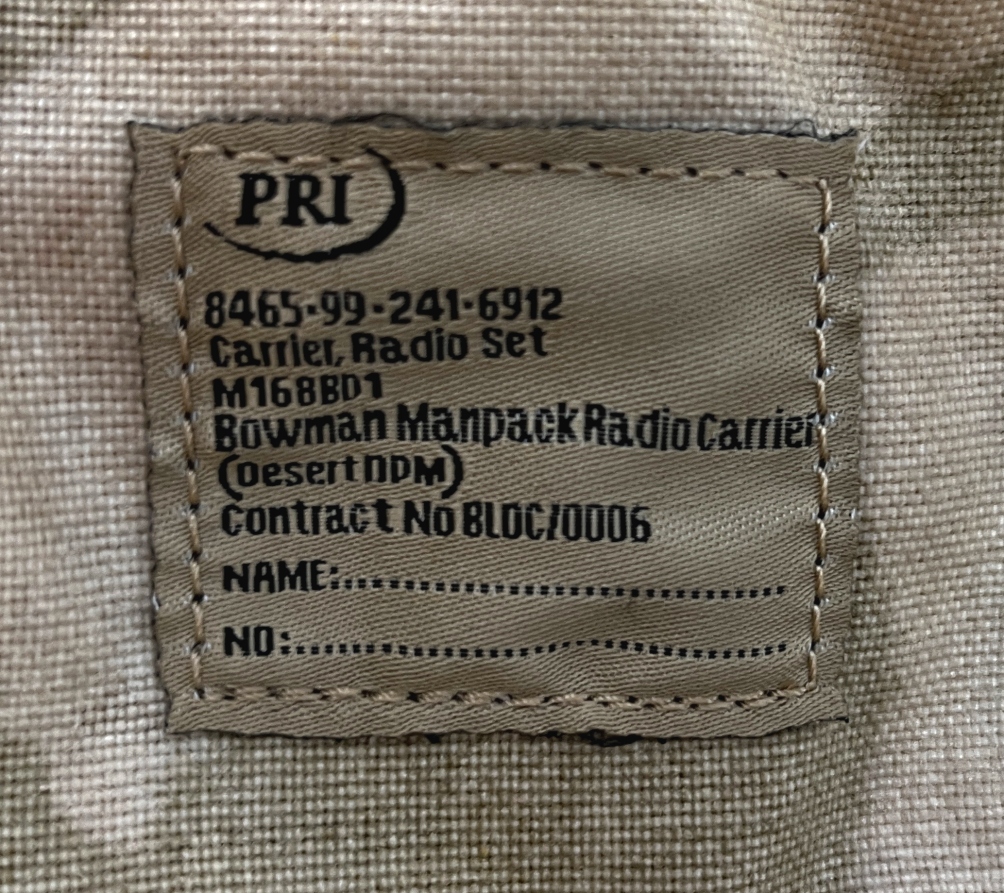 PRI
8465-99-241-6912
Carrier, Radio Set
M168BD1
Bowman Manpack Radio Carrier
(Desert DPM)
Contract No BLDC/0006
NAME:..............................
NO:..............................